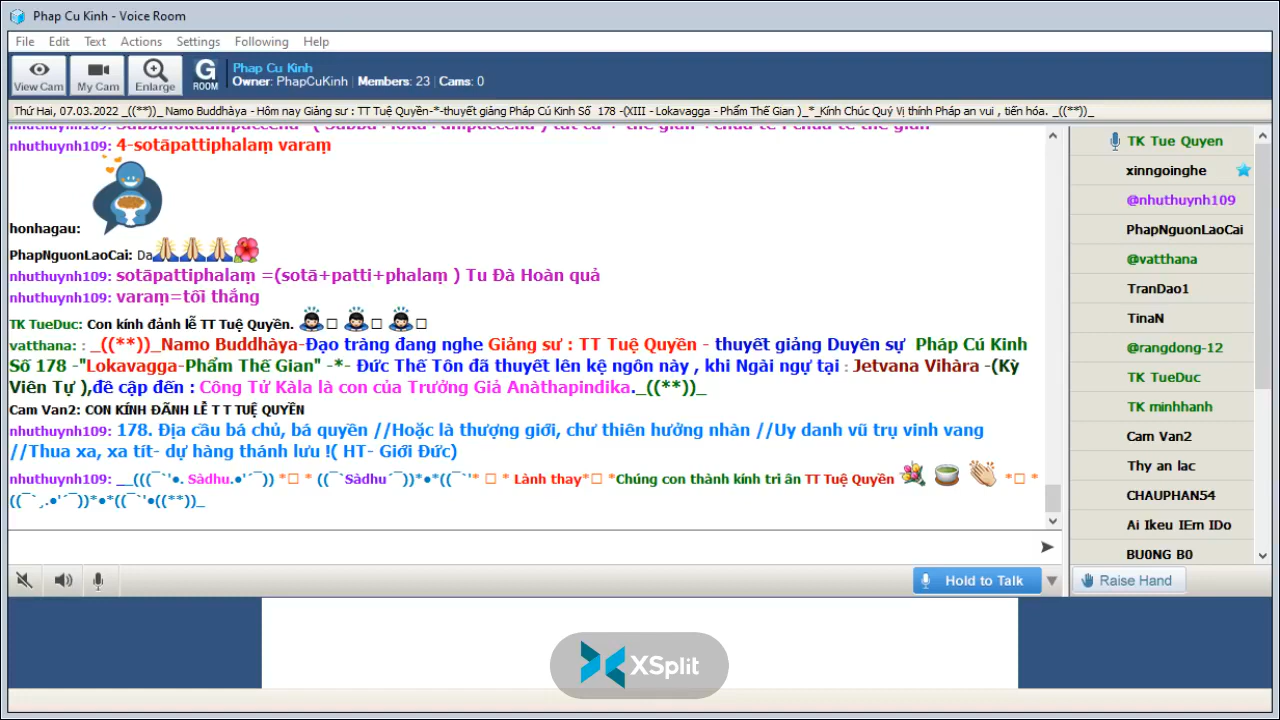 Phap Cu Kinh - Voice Room
File Edit Text Actions Settings Following Help
View Cam My Cam Enlarge G ROOM
Phap Cu Kinh
Owner: PhapCuKinh | Members: 23 | Cams: 0
Thứ Hai, 07.03.2022 _((**))_Namo Buddhàya - Hôm nay Giảng sư : TT Tuệ Quyền-*-thuyết giảng Pháp Cú Kinh Số 178 -(XIII - Lokavagga - Phẩm Thế Gian )_*_Kính Chúc Quý Vị thính Pháp an vui , tiến hóa. _((**))_
nhuthuynh109: 4-sotāpattiphalaṃ varaṃ
honhagau:
PhapNguonLaoCai: Da🙏🙏🙏🌺
nhuthuynh109: sotāpattiphalaṃ =(sotā+patti+phalaṃ ) Tu Đà Hoàn quả
nhuthuynh109: varaṃ=tối thắng
TK TueDuc: Con kính đảnh lễ TT Tuệ Quyền. 🙇□ 🙇□ 🙇□
vatthana: : _((**))_Namo Buddhàya-Đạo tràng đang nghe Giảng sư : TT Tuệ Quyền - thuyết giảng Duyên sự Pháp Cú Kinh
Số 178 -"Lokavagga-Phẩm Thế Gian" -*- Đức Thế Tôn đã thuyết lên kệ ngôn này , khi Ngài ngự tại : Jetvana Vihàra -(Kỳ
Viên Tự ),đề cập đến : Công Tử Kàla là con của Trưởng Giả Anàthapindika._((**))_
Cam Van2: CON KÍNH ĐÃNH LỄ T T TUỆ QUYỀN
nhuthuynh109: 178. Địa cầu bá chủ, bá quyền //Hoặc là thượng giới, chư thiên hưởng nhàn //Uy danh vũ trụ vinh vang
//Thua xa, xa tít- dự hàng thánh lưu !( HT- Giới Đức)
nhuthuynh109: __(((¯`'•. Sàdhu.•'´¯)) *□ * ((¯`Sàdhu´¯))*•*((¯`'* □ * Lành thay*□ *Chúng con thành kính tri ân TT Tuệ Quyền 💐 🍵 👏 *□ *
((¯`¸.•'´¯))*•*((¯`'•((**))_
Hold to Talk
Raise Hand
TK Tue Quyen
xinngoinghe
@nhuthuynh109
PhapNguonLaoCai
@vatthana
TranDao1
TinaN
@rangdong-12
TK TueDuc
TK minhhanh
Cam Van2
Thy an lac
CHAUPHAN54
Ai Ikeu IEm IDo
BU0NG B0
XSplit